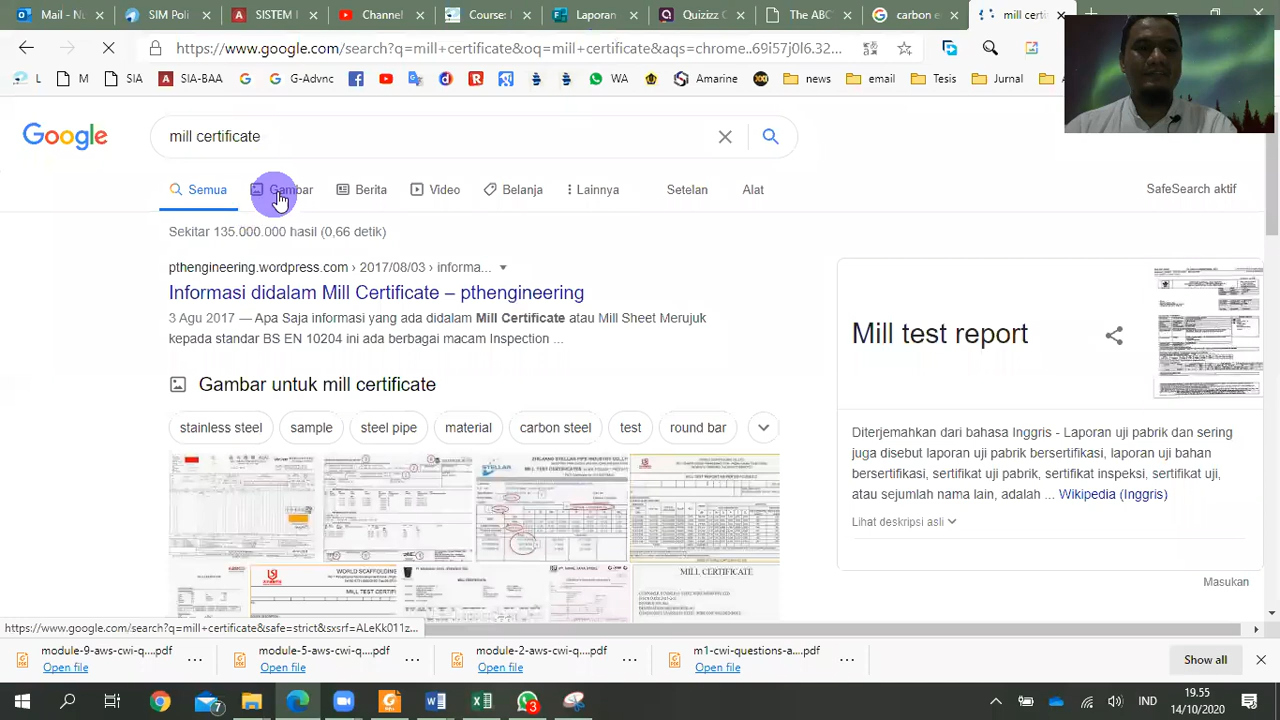 Mail - N
SISTEM I
Berita
Course:
Laporan
Quizizz
The ABC
carbon e
mill certi
https://www.google.com/search?q=mill+certificate&oq=mill+certificate&aqs=chrome..69i57j0l6.32...
L
M
SIA
SIA-BAA
G
G-Advnc
WA
Amarine
news
email
Tesis
Jurnal
Google
mill certificate
Semua
Gambar
Berita
Video
Belanja
Lainnya
Setelan
Alat
SafeSearch aktif
Sekitar 135.000.000 hasil (0,66 detik)
pthengineering.wordpress.com › 2017/08/03 › informa...
Informasi didalam Mill Certificate – pthengineering
3 Agu 2017 — Apa Saja informasi yang ada didalam Mill Certificate atau Mill Street Merujuk
kepada standar BS EN 10204 ini ada berbagai macam inspection ...
Gambar untuk mill certificate
stainless steel
sample
steel pipe
material
carbon steel
test
round bar
WORLD SCAFFOLDING
MILL TEST CERTIF
MILL CERTIFICATE
Mill test report
Diterjemahkan dari bahasa Inggris - Laporan uji pabrik dan sering
juga disebut laporan uji pabrik bersertifikasi, laporan uji bahan
bersertifikasi, sertifikat uji pabrik, sertifikat inspeksi, sertifikat uji,
atau sejumlah nama lain, adalah ... Wikipedia (Inggris)
Lihat deskripsi asli
Masukan
https://www.google.com/search?q=mill+certificate&safe=strict&sxsrf=ALeKk011z...
module-9-aws-cwi-q....pdf
Open file
module-5-aws-cwi-q....pdf
Open file
module-2-aws-cwi-q....pdf
Open file
m1-cwi-questions-a....pdf
Open file
Show all
7
3
IND
19.55
14/10/2020